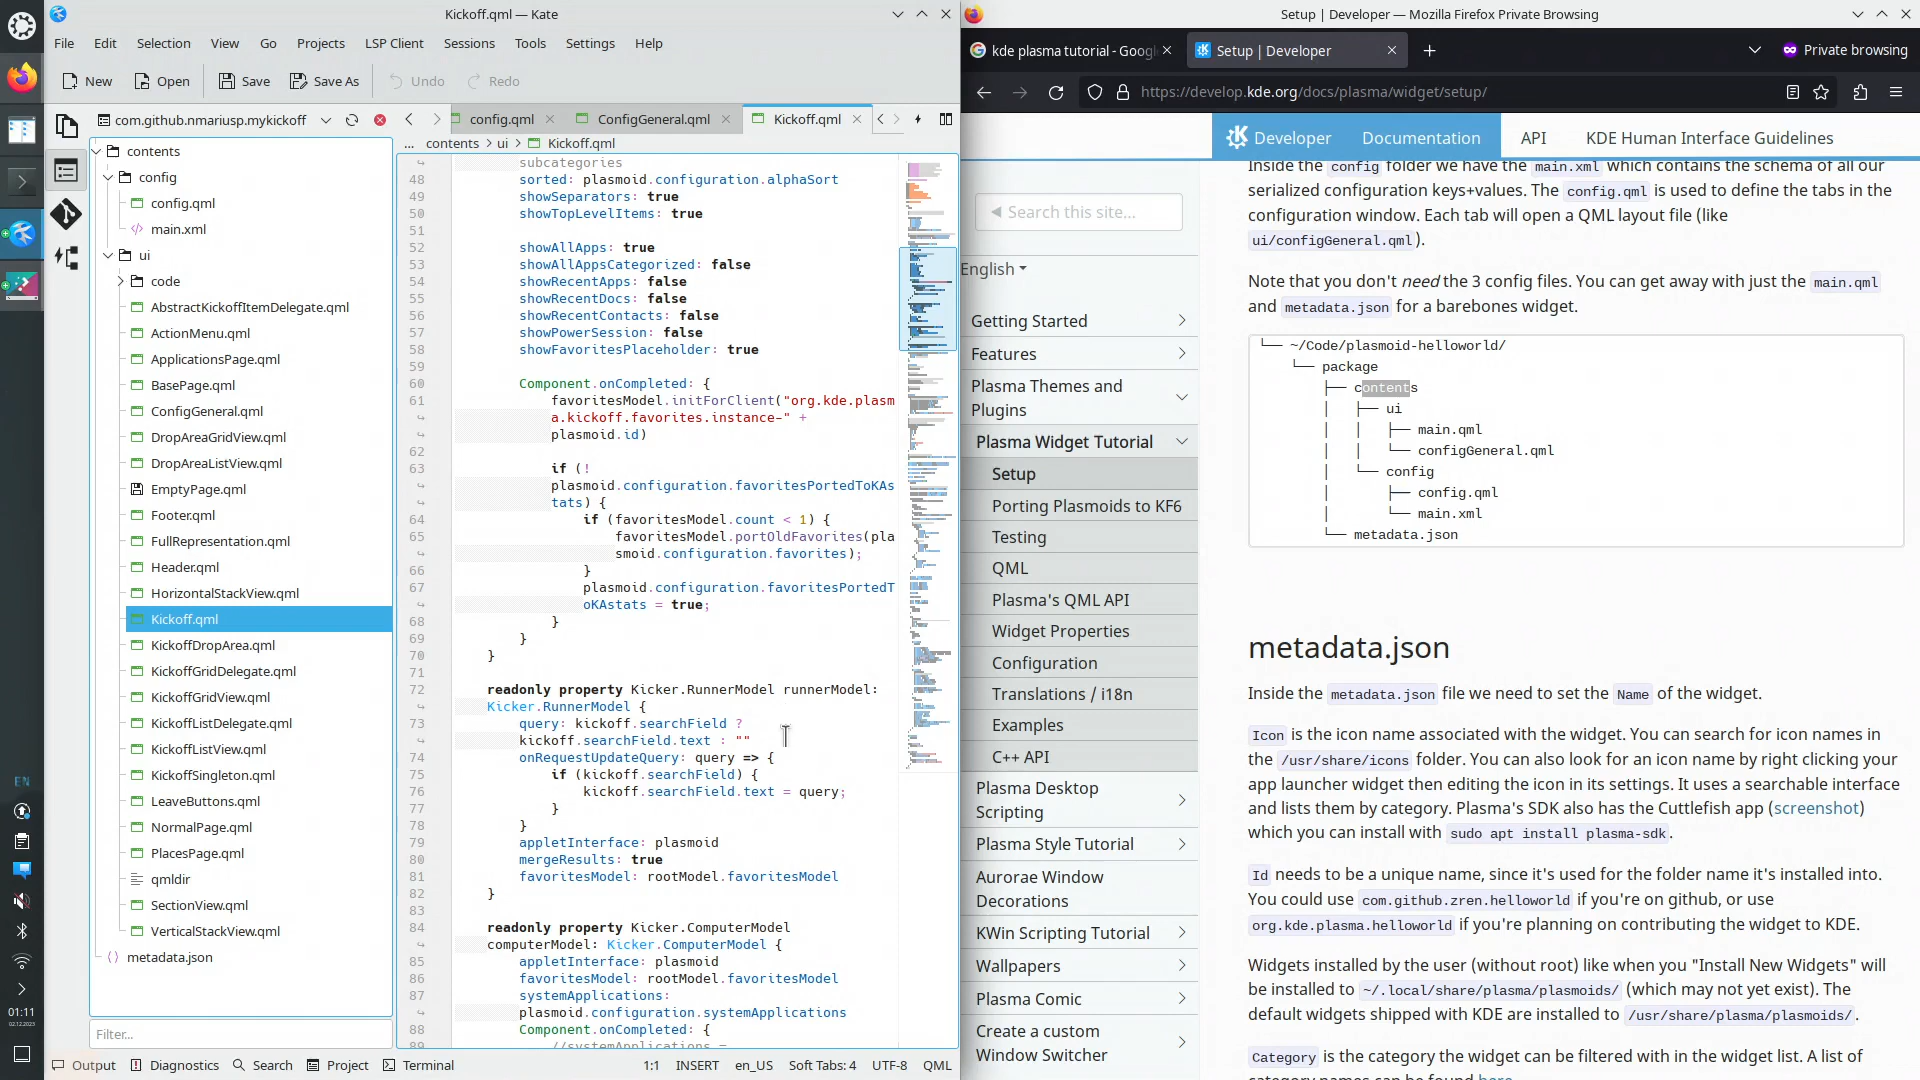 Kickoff.qml — Kate
File Edit Selection View Go Projects LSP Client Sessions Tools Settings Help
New Open Save Save As Undo Redo
com.github.nmariusp.mykickoff
config.qml ConfigGeneral.qml Kickoff.qml
... contents ui Kickoff.qml
contents
config
config.qml
main.xml
ui
code
AbstractKickoffItemDelegate.qml
ActionMenu.qml
ApplicationsPage.qml
BasePage.qml
ConfigGeneral.qml
DropAreaGridView.qml
DropAreaListView.qml
EmptyPage.qml
Footer.qml
FullRepresentation.qml
Header.qml
HorizontalStackView.qml
Kickoff.qml
KickoffDropArea.qml
KickoffGridDelegate.qml
KickoffGridView.qml
KickoffListDelegate.qml
KickoffListView.qml
KickoffSingleton.qml
LeaveButtons.qml
NormalPage.qml
PlacesPage.qml
qmldir
SectionView.qml
VerticalStackView.qml
metadata.json
Filter...
subcategories
48 sorted: plasmoid.configuration.alphaSort
49 showSeparators: true
50 showTopLevelItems: true
51
52 showAllApps: true
53 showAllAppsCategorized: false
54 showRecentApps: false
55 showRecentDocs: false
56 showRecentContacts: false
57 showPowerSession: false
58 showFavoritesPlaceholder: true
59
60 Component.onCompleted: {
61 favoritesModel.initForClient("org.kde.plasm
a.kickoff.favorites.instance-" +
plasmoid.id)
62
63 if (!
plasmoid.configuration.favoritesPortedToKAs
tats) {
64 if (favoritesModel.count < 1) {
65 favoritesModel.portOldFavorites(pla
smoid.configuration.favorites);
66 }
67 plasmoid.configuration.favoritesPortedT
oKAstats = true;
68 }
69 }
70 }
71
72 readonly property Kicker.RunnerModel runnerModel:
Kicker.RunnerModel {
73 query: kickoff.searchField ?
kickoff.searchField.text : ""
74 onRequestUpdateQuery: query => {
75 if (kickoff.searchField) {
76 kickoff.searchField.text = query;
77 }
78 }
79 appletInterface: plasmoid
80 mergeResults: true
81 favoritesModel: rootModel.favoritesModel
82 }
83
84 readonly property Kicker.ComputerModel
computerModel: Kicker.ComputerModel {
85 appletInterface: plasmoid
86 favoritesModel: rootModel.favoritesModel
87 systemApplications:
plasmoid.configuration.systemApplications
88 Component.onCompleted: {
89 //systemApplications =
Output Diagnostics Search Project Terminal 1:1 INSERT en_US Soft Tabs: 4 UTF-8 QML
EN
01:11
02.12.2023
Setup | Developer — Mozilla Firefox Private Browsing
kde plasma tutorial - Googl Setup | Developer Private browsing
https://develop.kde.org/docs/plasma/widget/setup/
Developer Documentation API KDE Human Interface Guidelines
Search this site...
English
Getting Started
Features
Plasma Themes and
Plugins
Plasma Widget Tutorial
Setup
Porting Plasmoids to KF6
Testing
QML
Plasma's QML API
Widget Properties
Configuration
Translations / i18n
Examples
C++ API
Plasma Desktop
Scripting
Plasma Style Tutorial
Aurorae Window
Decorations
KWin Scripting Tutorial
Wallpapers
Plasma Comic
Create a custom
Window Switcher
Inside the config folder we have the main.xml which contains the schema of all our
serialized configuration keys+values. The config.qml is used to define the tabs in the
configuration window. Each tab will open a QML layout file (like
ui/configGeneral.qml).
Note that you don't need the 3 config files. You can get away with just the main.qml
and metadata.json for a barebones widget.
└── ~/Code/plasmoid-helloworld/
└── package
├── contents
│ ├── ui
│ │ ├── main.qml
│ │ └── configGeneral.qml
│ └── config
│ ├── config.qml
│ └── main.xml
└── metadata.json
metadata.json
Inside the metadata.json file we need to set the Name of the widget.
Icon is the icon name associated with the widget. You can search for icon names in
the /usr/share/icons folder. You can also look for an icon name by right clicking your
app launcher widget then editing the icon in its settings. It uses a searchable interface
and lists them by category. Plasma's SDK also has the Cuttlefish app (screenshot)
which you can install with sudo apt install plasma-sdk.
Id needs to be a unique name, since it's used for the folder name it's installed into.
You could use com.github.zren.helloworld if you're on github, or use
org.kde.plasma.helloworld if you're planning on contributing the widget to KDE.
Widgets installed by the user (without root) like when you "Install New Widgets" will
be installed to ~/.local/share/plasma/plasmoids/ (which may not yet exist). The
default widgets shipped with KDE are installed to /usr/share/plasma/plasmoids/.
Category is the category the widget can be filtered with in the widget list. A list of
category names can be found here